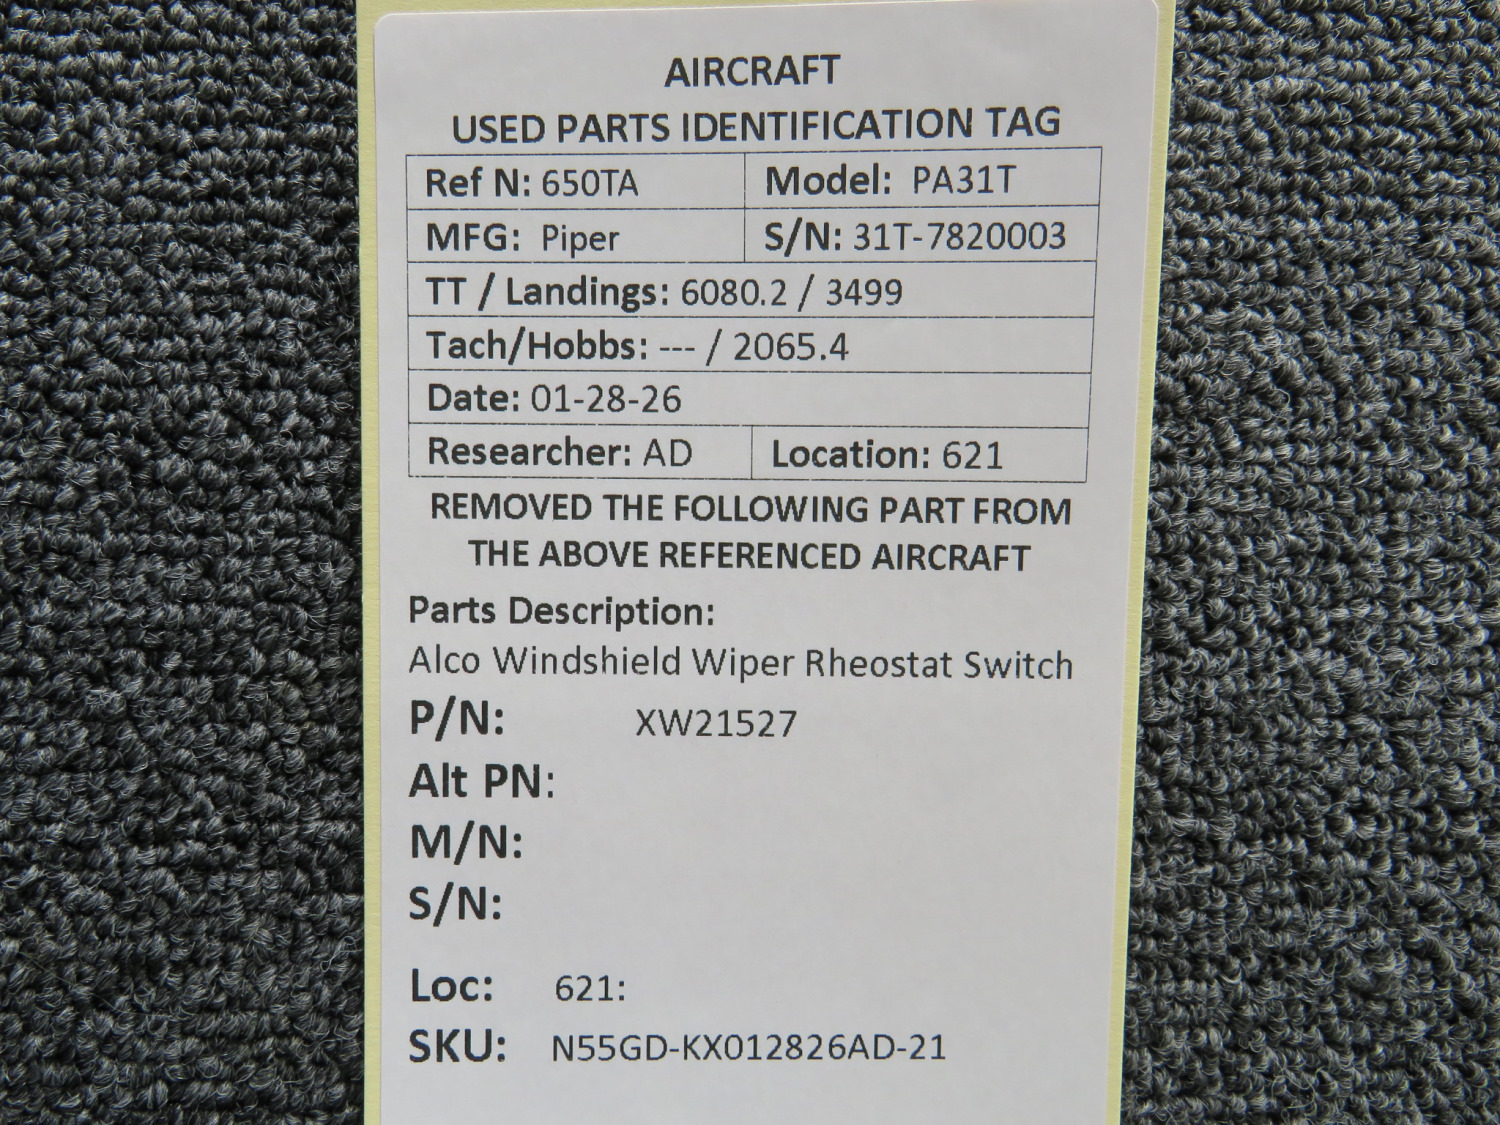 AIRCRAFT
USED PARTS IDENTIFICATION TAG
Ref N: 650TA Model: PA31T
MFG: Piper S/N: 31T-7820003
TT / Landings: 6080.2 / 3499
Tach/Hobbs: --- / 2065.4
Date: 01-28-26
Researcher: AD Location: 621
REMOVED THE FOLLOWING PART FROM
THE ABOVE REFERENCED AIRCRAFT
Parts Description:
Alco Windshield Wiper Rheostat Switch
P/N: XW21527
Alt PN:
M/N:
S/N:
Loc: 621:
SKU: N55GD-KX012826AD-21